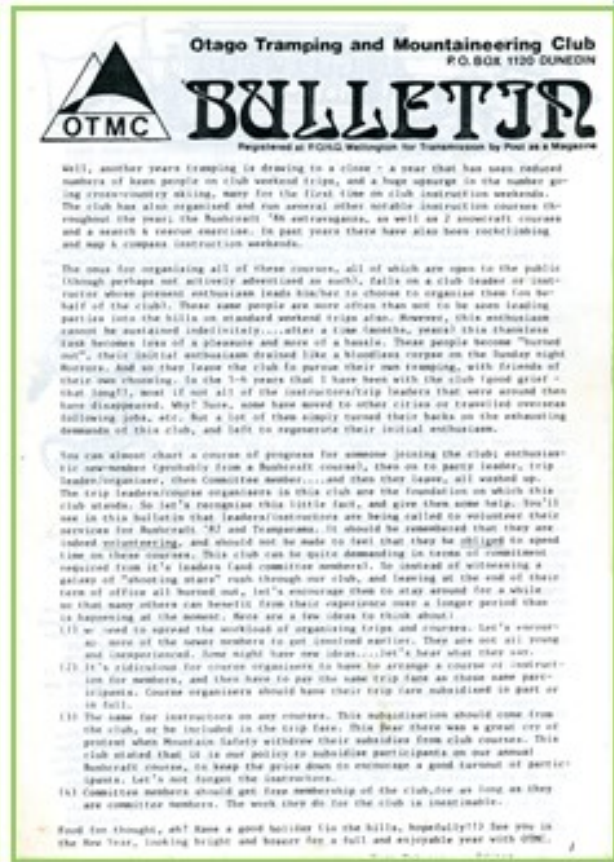 Otago Tramping and Mountaineering Club
P.O. BOX 1120 DUNEDIN
OTMC
BULLETIN
Registered at P.O.H.Q. Wellington for Transmission by Post as a Magazine
Well, another years tramping is drawing to a close - a year that has seen reduced
numbers of keen people on club weekend trips, and a huge upsurge in the number go-
ing cross-country skiing, many for the first time on club instruction weekends.
The club has also organised and run several other notable instruction courses th-
roughout the year; the Bushcraft '86 extravaganza, as well as 2 snowcraft courses
and a search & rescue exercise. In past years there have also been rockclimbing
and map & compass instruction weekends.
The onus for organising all of these courses, all of which are open to the public
(though perhaps not actively advertised as such), falls on a club leader or inst-
ructor whose present enthusiasm leads him/her to choose to organise them (on be-
half of the club). These same people are more often than not to be seen leading
parties into the hills on standard weekend trips also. However, this enthusiasm
cannot be sustained indefinitely....after a time (months, years) this thankless
task becomes less of a pleasure and more of a hassle. These people become "burned
out", their initial enthusiasm drained like a bloodless corpse on the Sunday night
Horrors. And so they leave the club to pursue their own tramping, with friends of
their own choosing. In the years that I have been with the club (good grief -
that long!), most if not all of the instructors/trip leaders that were around then
have disappeared. Why? Sure, some have moved to other cities or travelled overseas
following jobs, etc. But a lot of them simply turned their backs on the exhausting
demands of this club, and left to regenerate their initial enthusiasm.
You can almost chart a course of progress for someone joining the club; enthusias-
tic new-member (probably from a Bushcraft course), then on to party leader, trip
leader/organiser, then Committee member....and then they leave, all washed up.
The trip leaders/course organisers in this club are the foundation on which this
club stands. So let's recognise this little fact, and give them some help. You'll
see in this bulletin that leaders/instructors are being called to volunteer their
services for Bushcraft '87 and Tramparama. It should be remembered that they are
indeed volunteering, and should not be made to feel that they be obliged to spend
time on these courses. This club can be quite demanding in terms of commitment
required from it's leaders (and committee members). So instead of witnessing a
galaxy of "shooting stars" rush through our club, and leaving at the end of their
term of office all burned out, let's encourage them to stay around for a while
so that many others can benefit from their experience over a longer period than
is happening at the moment. Here are a few ideas to think about:
(1) we need to spread the workload of organising trips and courses. Let's encour-
age more of the newer members to get involved earlier. They are not all young
and inexperienced. Some might have new ideas....let's hear what they say.
(2) It's ridiculous for course organisers to have to arrange a course of instruct-
ion for members, and then have to pay the same trip fare as those same part-
icipants. Course organisers should have their trip fare subsidised in part or
in full.
(3) The same for instructors on any courses. This subsidisation should come from
the club, or be included in the trip fare. This year there was a great cry of
protest when Mountain Safety withdrew their subsidies from club courses. This
club stated that it is our policy to subsidise participants on our annual
Bushcraft course, to keep the price down to encourage a good turnout of partic-
ipants. Let's not forget the instructors.
(4) Committee members should get free membership of the club, for as long as they
are committee members. The work they do for the club is inestimable.
Food for thought, eh? Have a good holiday (in the hills, hopefully!!) See you in
the New Year, looking bright and bouncy for a full and enjoyable year with OTMC.